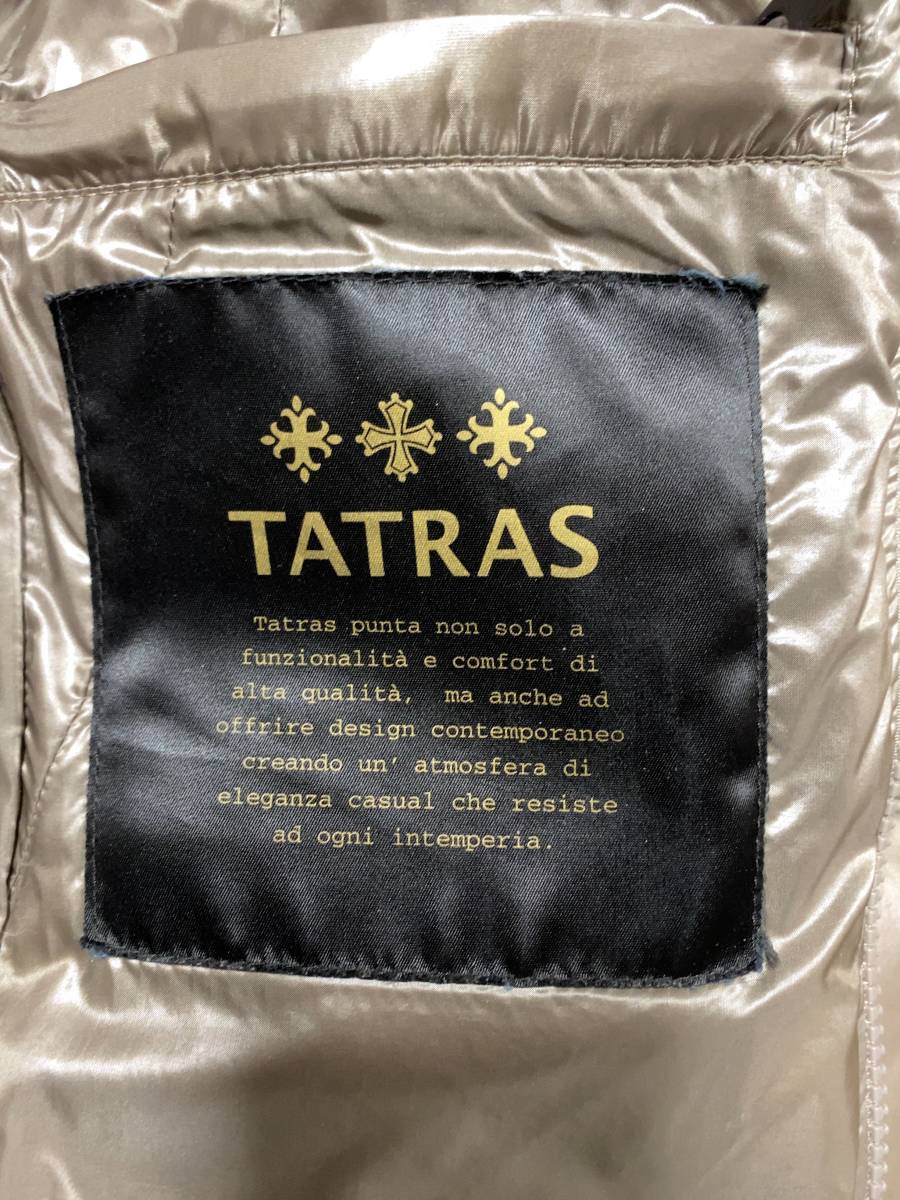 TATRAS
Tatras punta non solo a
funzionalità e comfort di
alta qualità, ma anche ad
offrire design contemporaneo
creando un' atmosfera di
eleganza casual che resiste
ad ogni intemperia.